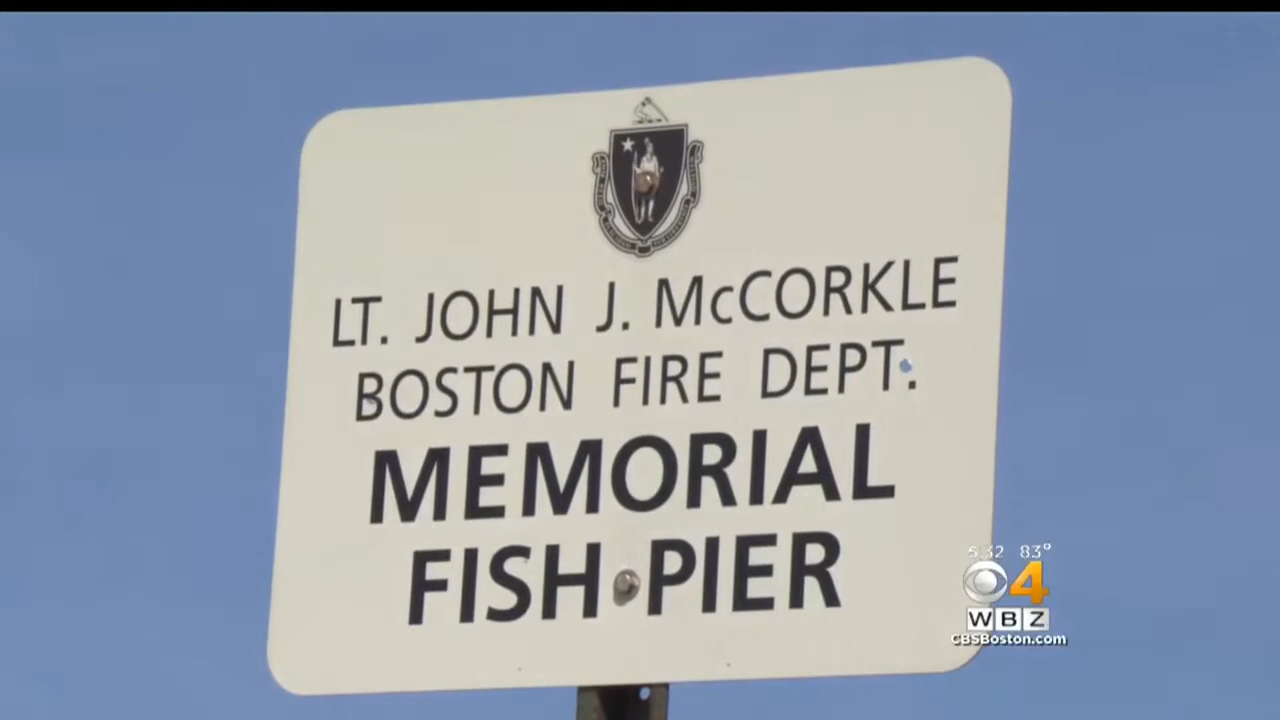 LT. JOHN J. McCORKLE
BOSTON FIRE DEPT.
MEMORIAL
FISH PIER
5:32 83°
4
WBZ
CBSBoston.com